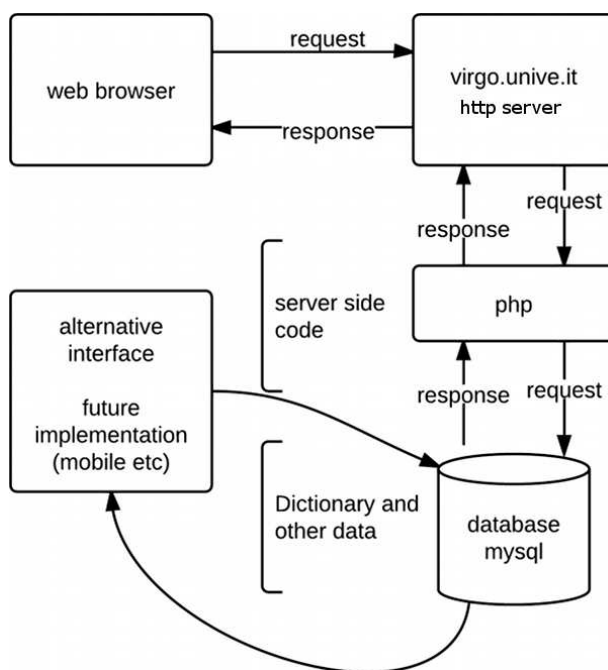 request
web browser
virgo.unive.it
http server
response
request
response
server side
code
php
alternative
interface
future
implementation
(mobile etc)
response
request
Dictionary and
other data
database
mysql